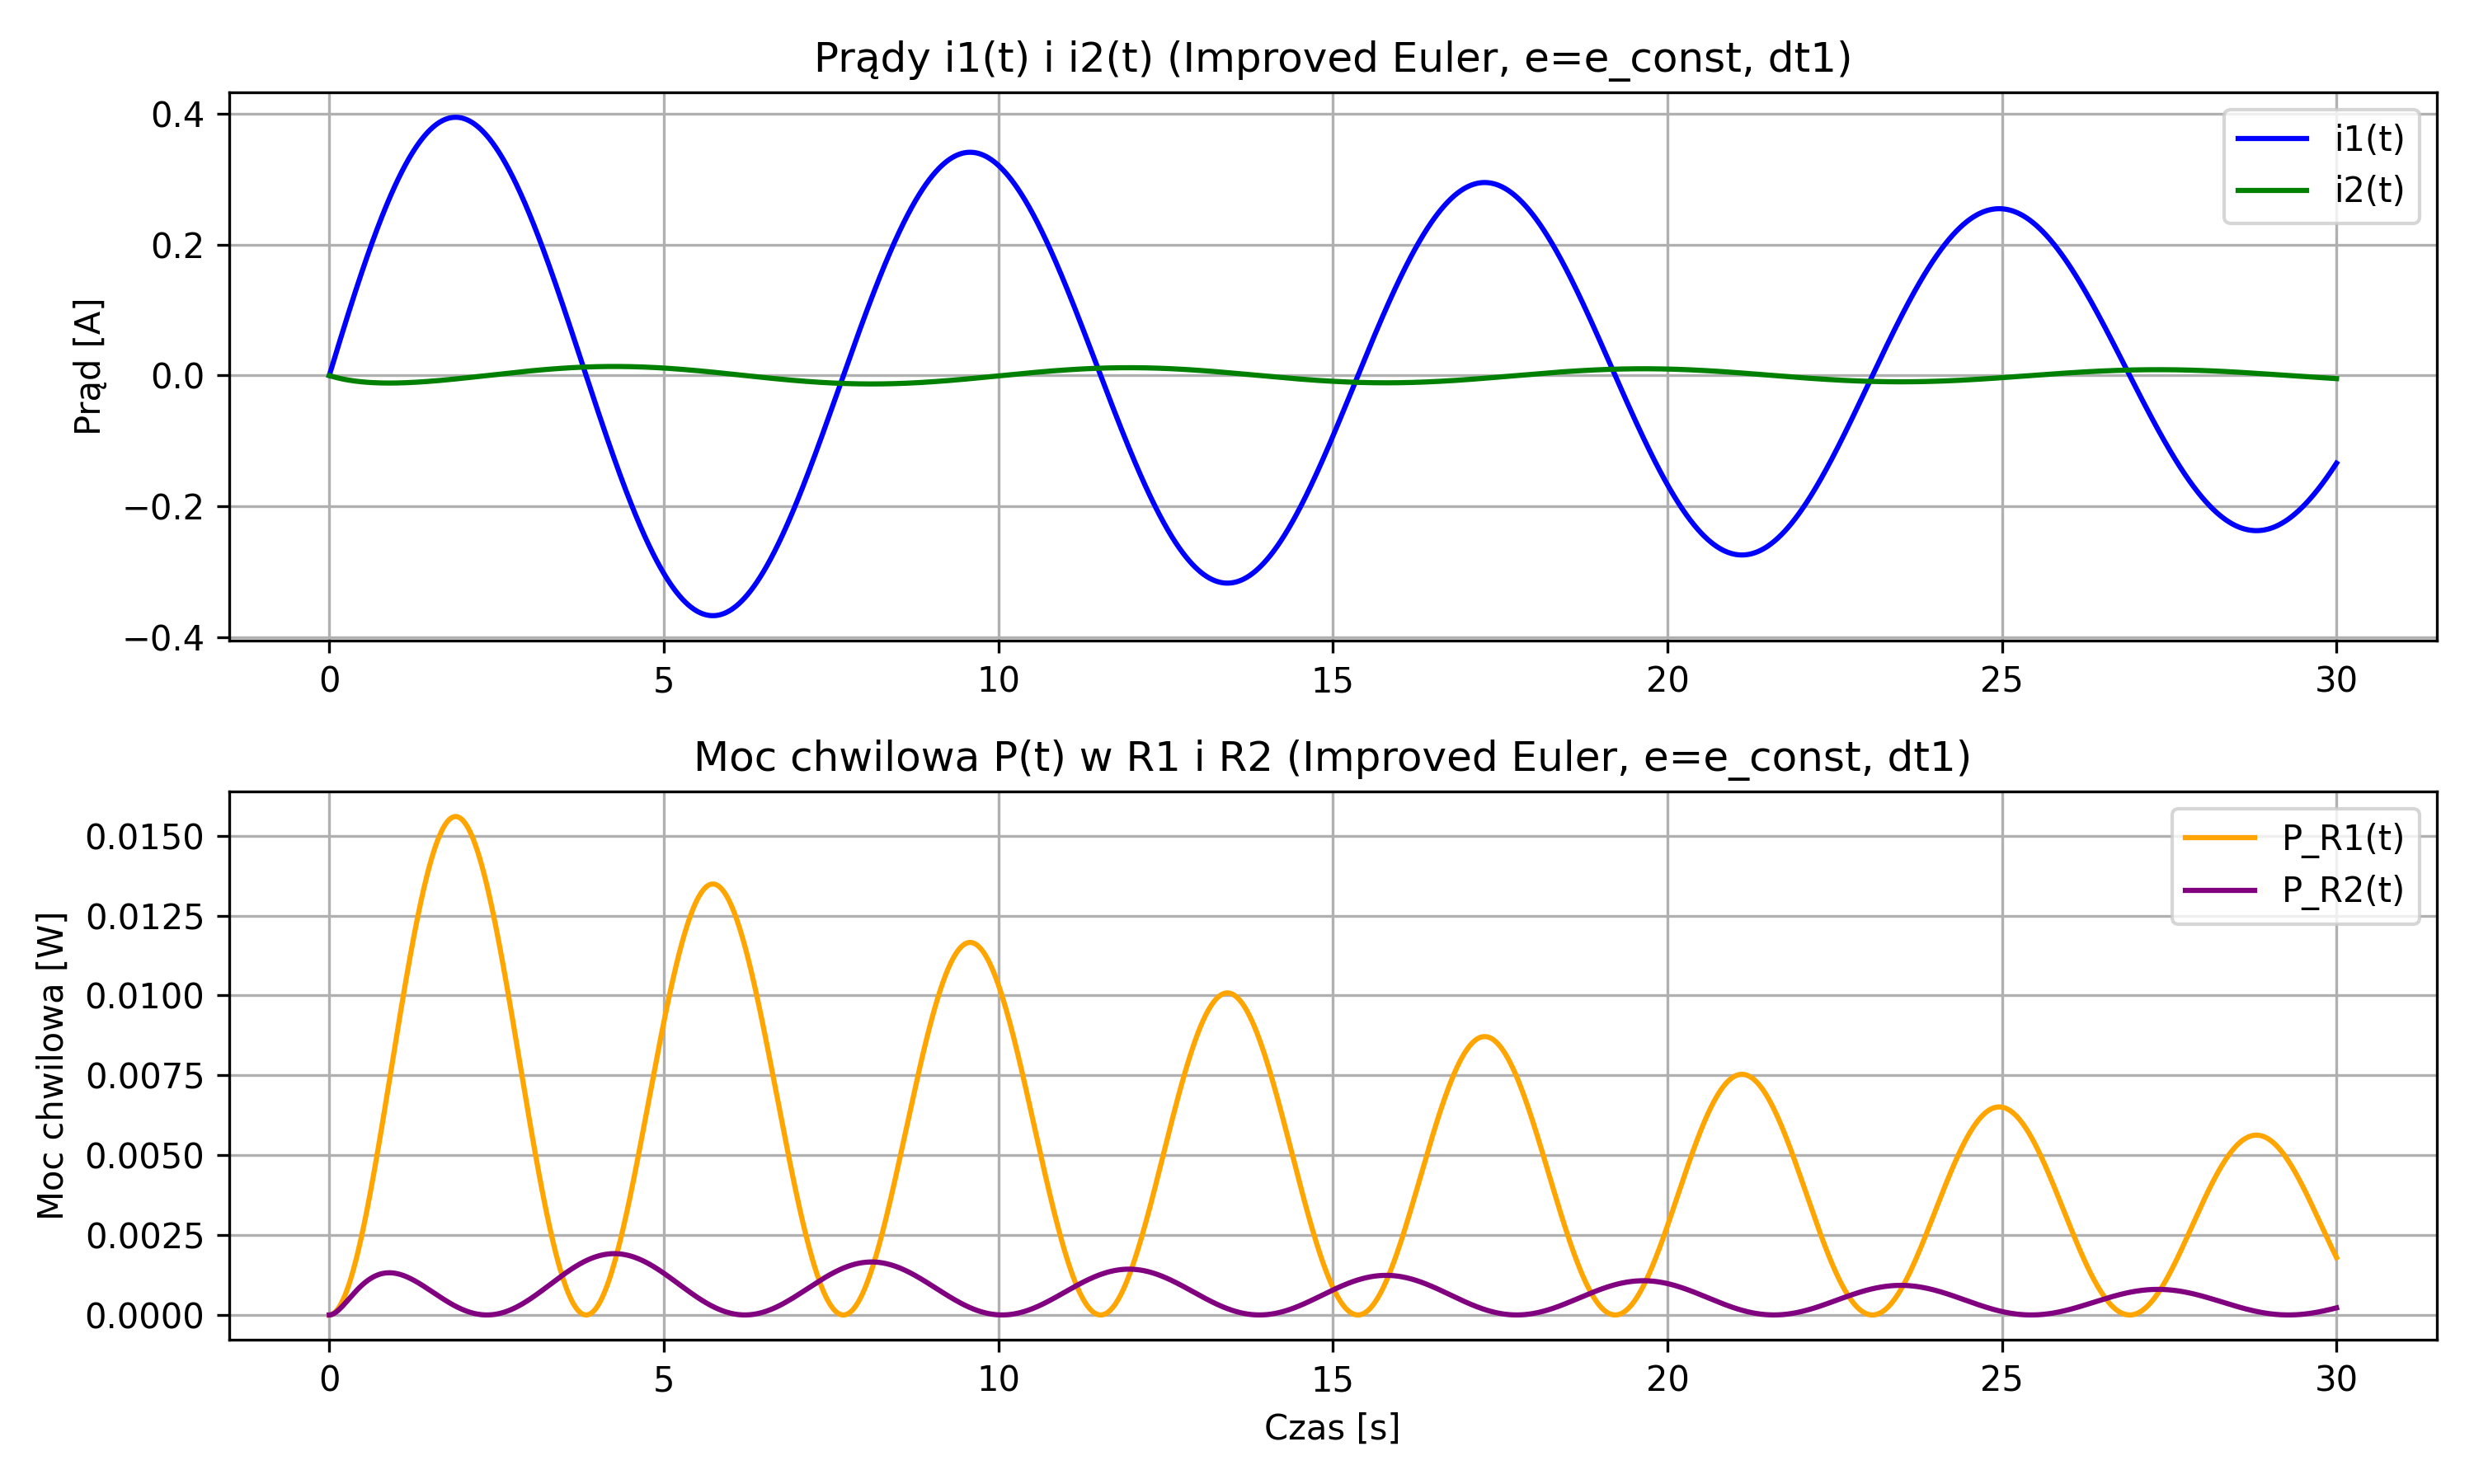 Prądy i1(t) i i2(t) (Improved Euler, e=e_const, dt1)
Prąd [A]
0.4
0.2
0.0
−0.2
−0.4
i1(t)
i2(t)
0 5 10 15 20 25 30
Moc chwilowa P(t) w R1 i R2 (Improved Euler, e=e_const, dt1)
Moc chwilowa [W]
0.0150
0.0125
0.0100
0.0075
0.0050
0.0025
0.0000
P_R1(t)
P_R2(t)
0 5 10 15 20 25 30
Czas [s]